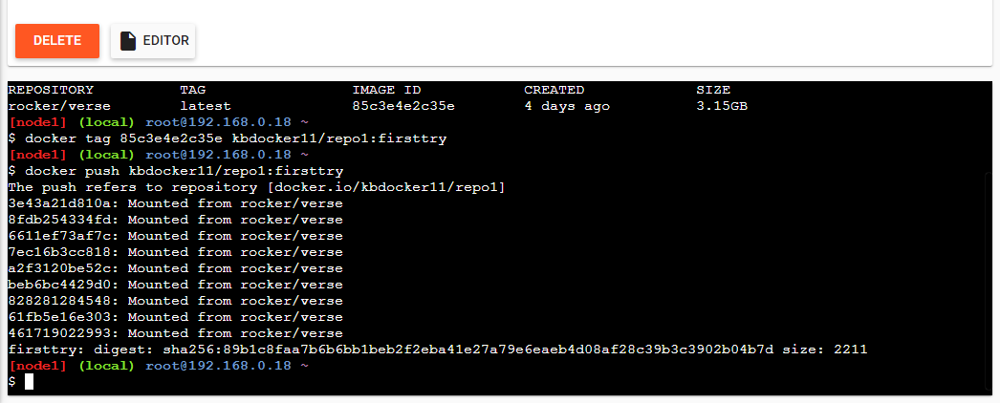 DELETE EDITOR
REPOSITORY TAG IMAGE ID CREATED SIZE
rocker/verse latest 85c3e4e2c35e 4 days ago 3.15GB
[node1] (local) root@192.168.0.18 ~
$ docker tag 85c3e4e2c35e kbdocker11/repo1:firsttry
[node1] (local) root@192.168.0.18 ~
$ docker push kbdocker11/repo1:firsttry
The push refers to repository [docker.io/kbdocker11/repo1]
3e43a21d810a: Mounted from rocker/verse
8fdb254334fd: Mounted from rocker/verse
6611ef73af7c: Mounted from rocker/verse
7ec16b3cc818: Mounted from rocker/verse
a2f3120be52c: Mounted from rocker/verse
beb6bc4429d0: Mounted from rocker/verse
828281284548: Mounted from rocker/verse
61fb5e16e303: Mounted from rocker/verse
461719022993: Mounted from rocker/verse
firsttry: digest: sha256:89b1c8faa7b6b6bb1beb2f2eba41e27a79e6eaeb4d08af28c39b3c3902b04b7d size: 2211
[node1] (local) root@192.168.0.18 ~
$